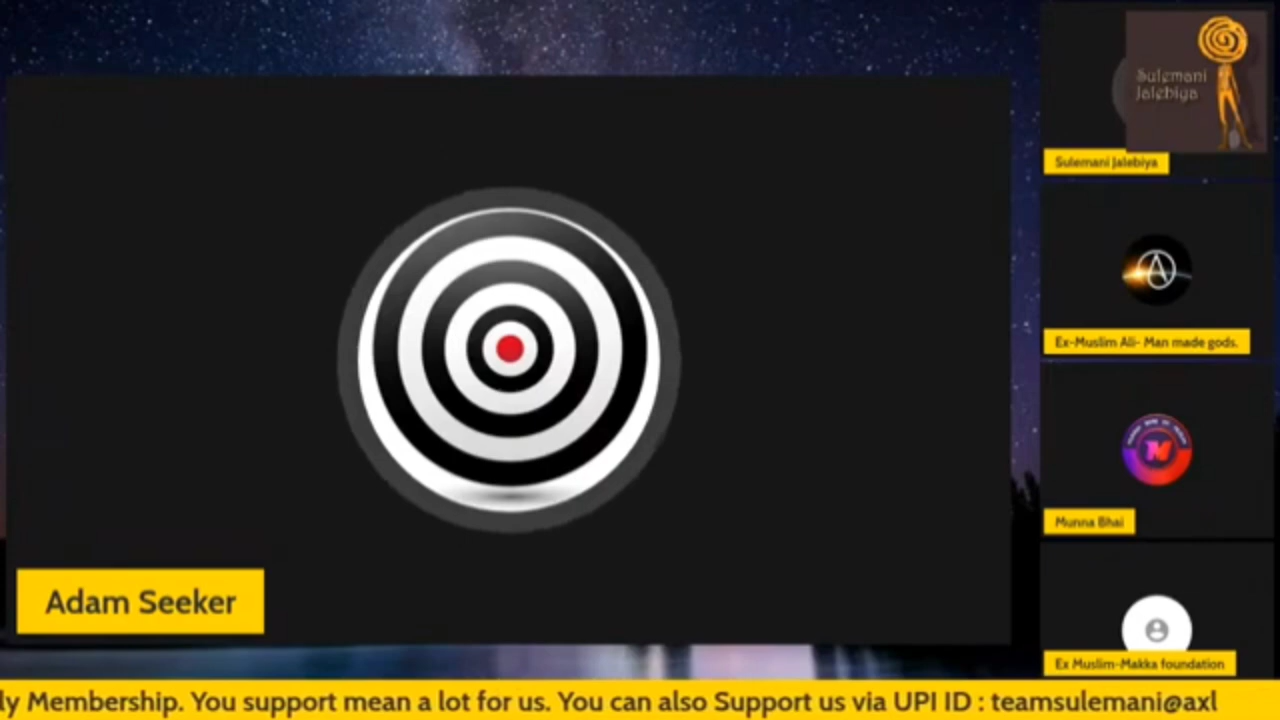 Sulemani
Jalebiya
Sulemani Jalebiya
Ex-Muslim Ali- Man made gods.
M
Munna Bhai
Adam Seeker
Ex Muslim-Makka foundation
ly Membership. You support mean a lot for us. You can also Support us via UPI ID : teamsulemani@axl